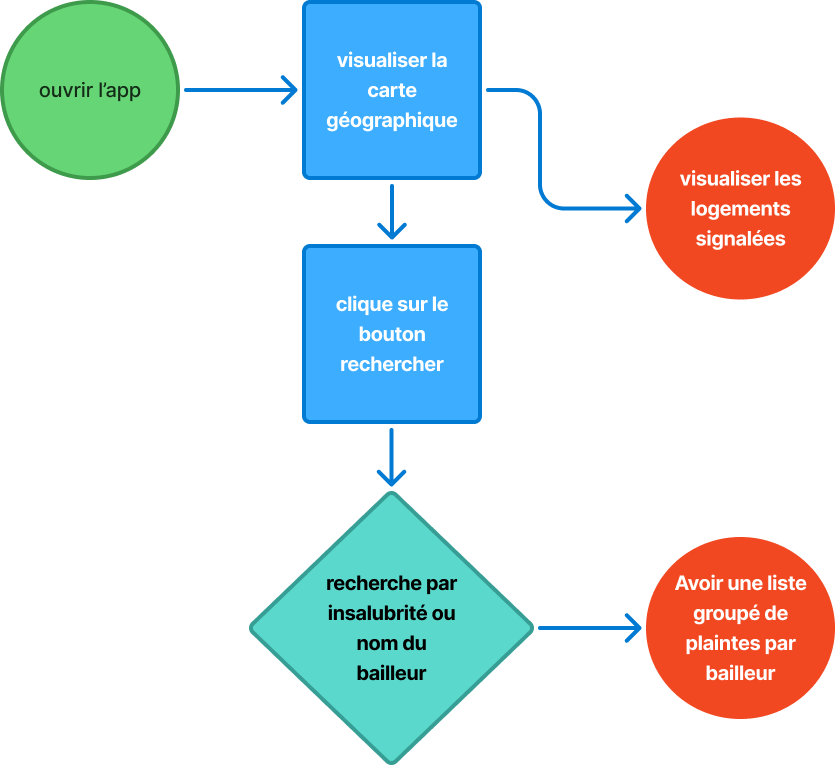 ouvrir l’app
visualiser la
carte
géographique
visualiser les
logements
signalées
clique sur le
bouton
rechercher
recherche par
insalubrité ou
nom du
bailleur
Avoir une liste
groupé de
plaintes par
bailleur